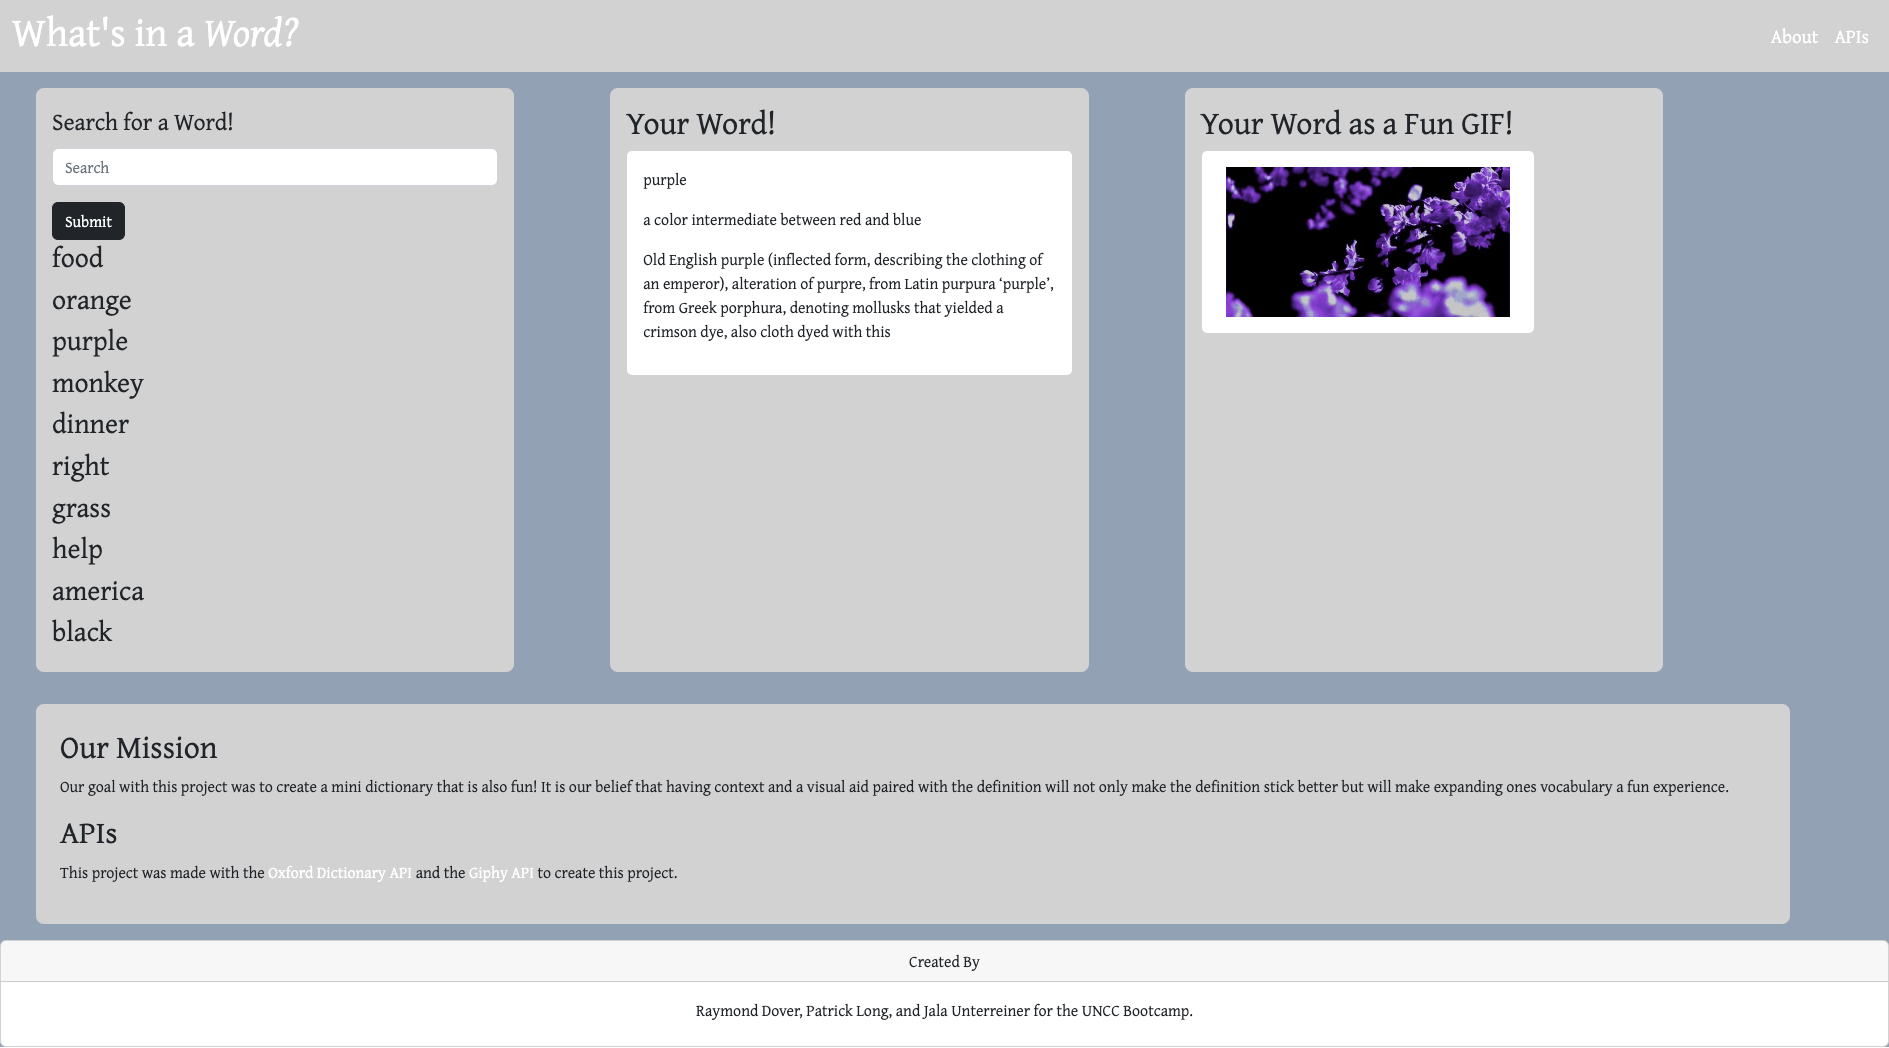 What's in a Word?
About APIs
Search for a Word!
Search
Submit
food
orange
purple
monkey
dinner
right
grass
help
america
black
Your Word!
purple
a color intermediate between red and blue
Old English purple (inflected form, describing the clothing of
an emperor), alteration of purpre, from Latin purpura ‘purple’,
from Greek porphura, denoting mollusks that yielded a
crimson dye, also cloth dyed with this
Your Word as a Fun GIF!
Our Mission
Our goal with this project was to create a mini dictionary that is also fun! It is our belief that having context and a visual aid paired with the definition will not only make the definition stick better but will make expanding ones vocabulary a fun experience.
APIs
This project was made with the Oxford Dictionary API and the Giphy API to create this project.
Created By
Raymond Dover, Patrick Long, and Jala Unterreiner for the UNCC Bootcamp.